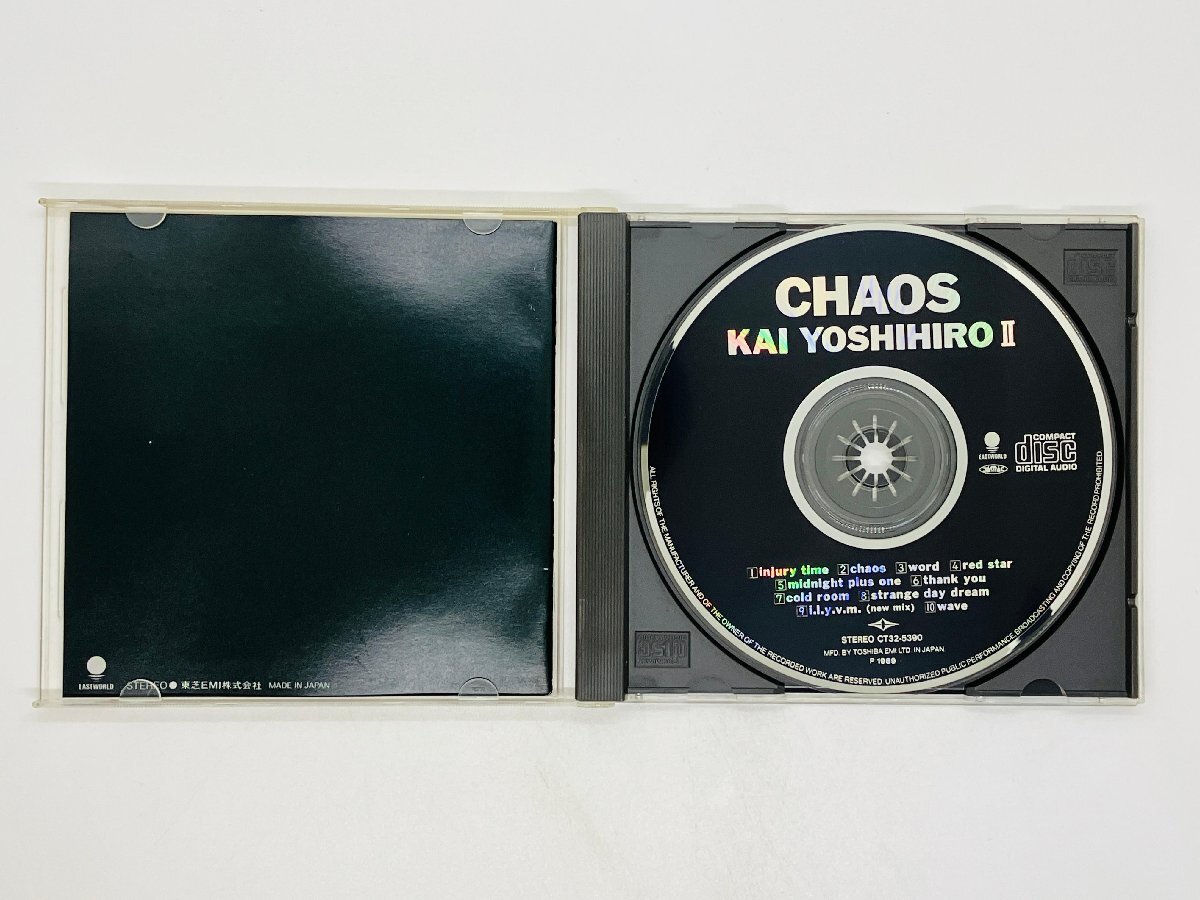 EASTWORLD
STEREO ● 東芝EMI株式会社 MADE IN JAPAN
CHAOS
KAI YOSHIHIRO II
EASTWORLD
COMPACT
disc
DIGITAL AUDIO
1 injury time 2 chaos 3 word 4 red star
5 midnight plus one 6 thank you
7 cold room 8 strange day dream
9 i.l.y.v.m. (new mix) 10 wave
STEREO CT32-5390
MFD. BY TOSHIBA EMI LTD. IN JAPAN.
P 1989
ALL RIGHTS OF THE MANUFACTURER AND OF THE OWNER OF THE RECORDED WORK ARE RESERVED. UNAUTHORIZED PUBLIC PERFORMANCE, BROADCASTING AND COPYING OF THE RECORD PROHIBITED.